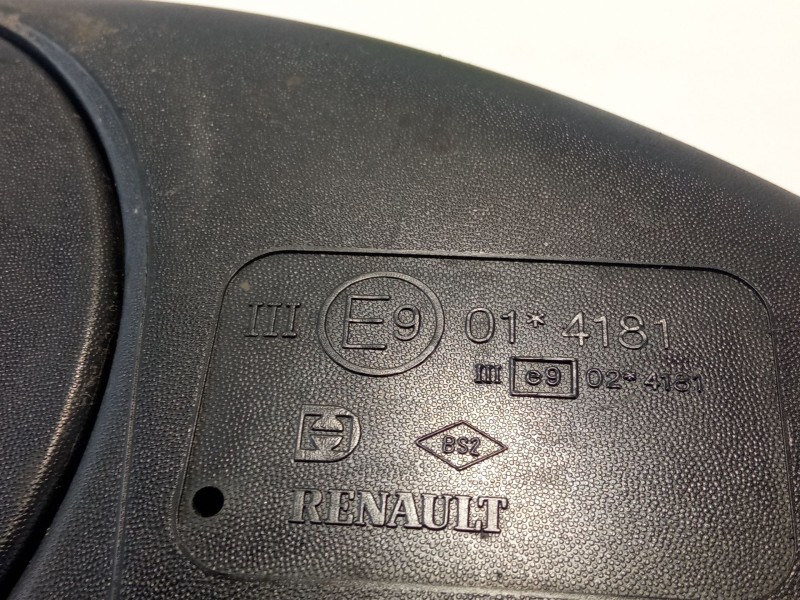 III E9 01* 4181
III e9 02* 4181
BS2
RENAULT